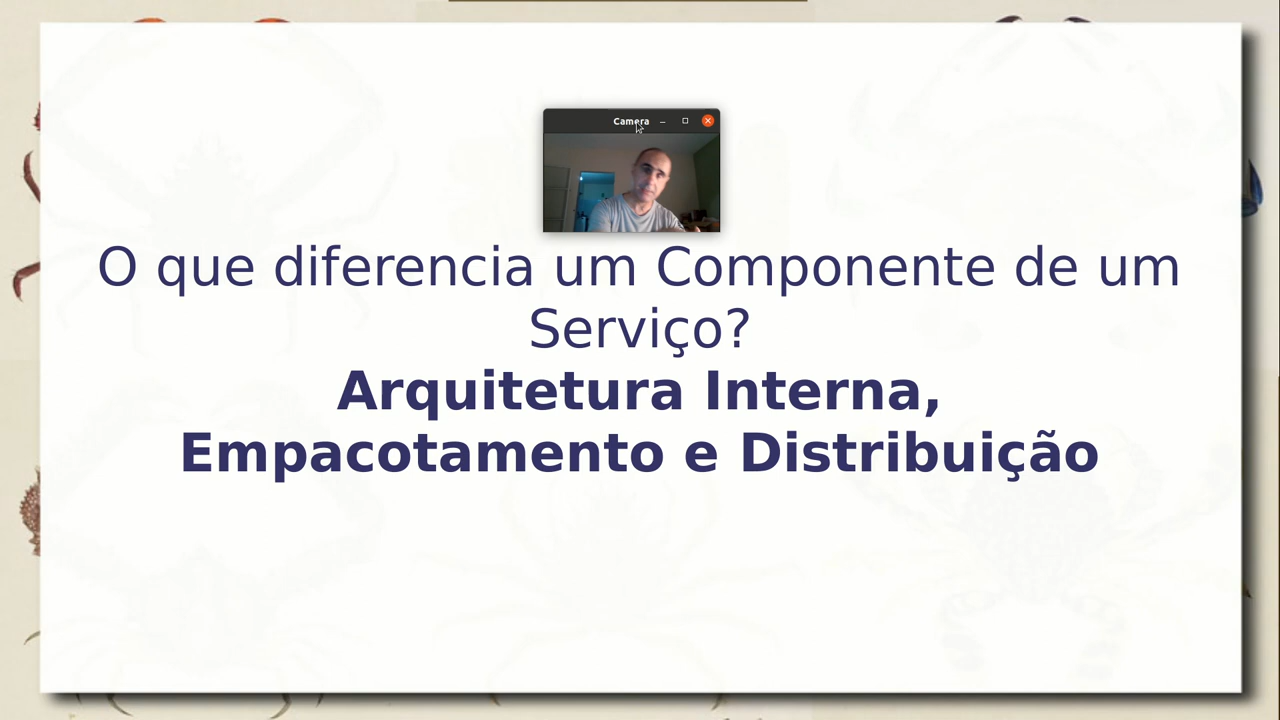 Camera
O que diferencia um Componente de um
Serviço?
Arquitetura Interna,
Empacotamento e Distribuição